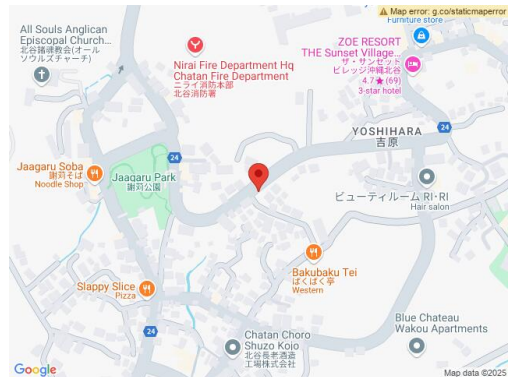 Map error: g.co/staticmaperror
Furniture store
All Souls Anglican
Episcopal Church...
北谷諸魂教会(オール
ソウルズチャーチ)
Nirai Fire Department Hq
Chatan Fire Department
ニライ消防本部
北谷消防署
ZOE RESORT
THE Sunset Village...
ザ・サンセット
ビレッジ沖縄北谷
4.7★(69)
3-star hotel
24
YOSHIHARA
吉原
24
Jaagaru Soba
謝苅そば
Noodle Shop
Jaagaru Park
謝苅公園
24
ビューティルーム RI・RI
Hair salon
Bakubaku Tei
ばくばく亭
Western
Slappy Slice
Pizza
24
Chatan Choro
Shuzo Kojo
北谷長老酒造
工場株式会社
Blue Chateau
Wakou Apartments
Google
Map data ©2025